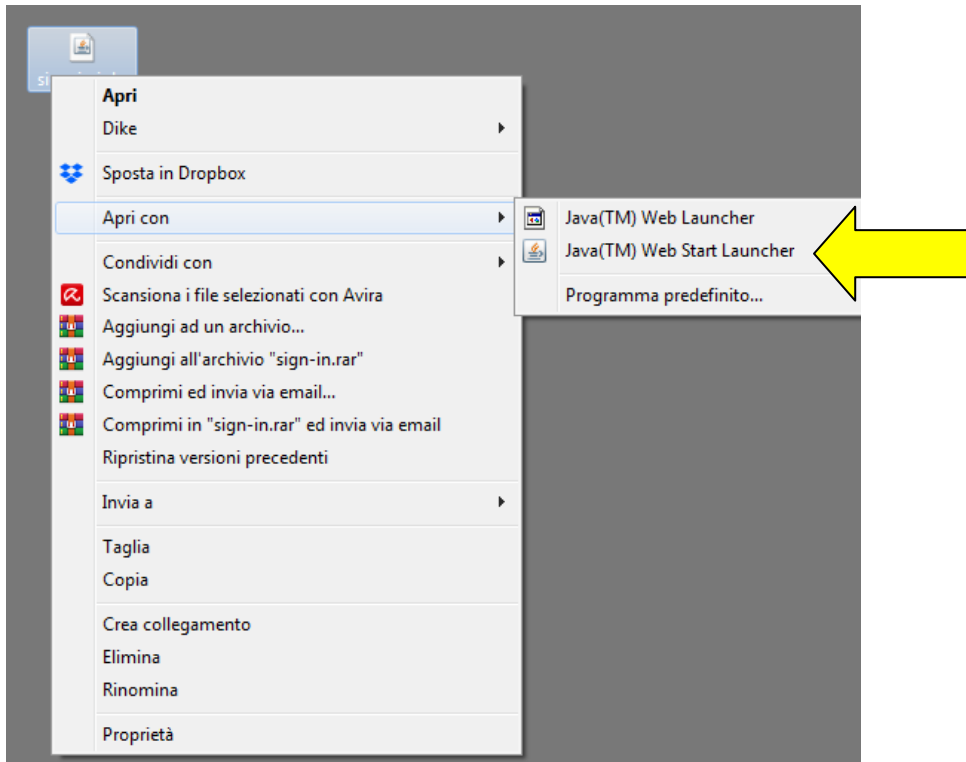 Apri
Dike
Sposta in Dropbox
Apri con
Java(TM) Web Launcher
Java(TM) Web Start Launcher
Programma predefinito...
Condividi con
Scansiona i file selezionati con Avira
Aggiungi ad un archivio...
Aggiungi all'archivio "sign-in.rar"
Comprimi ed invia via email...
Comprimi in "sign-in.rar" ed invia via email
Ripristina versioni precedenti
Invia a
Taglia
Copia
Crea collegamento
Elimina
Rinomina
Proprietà